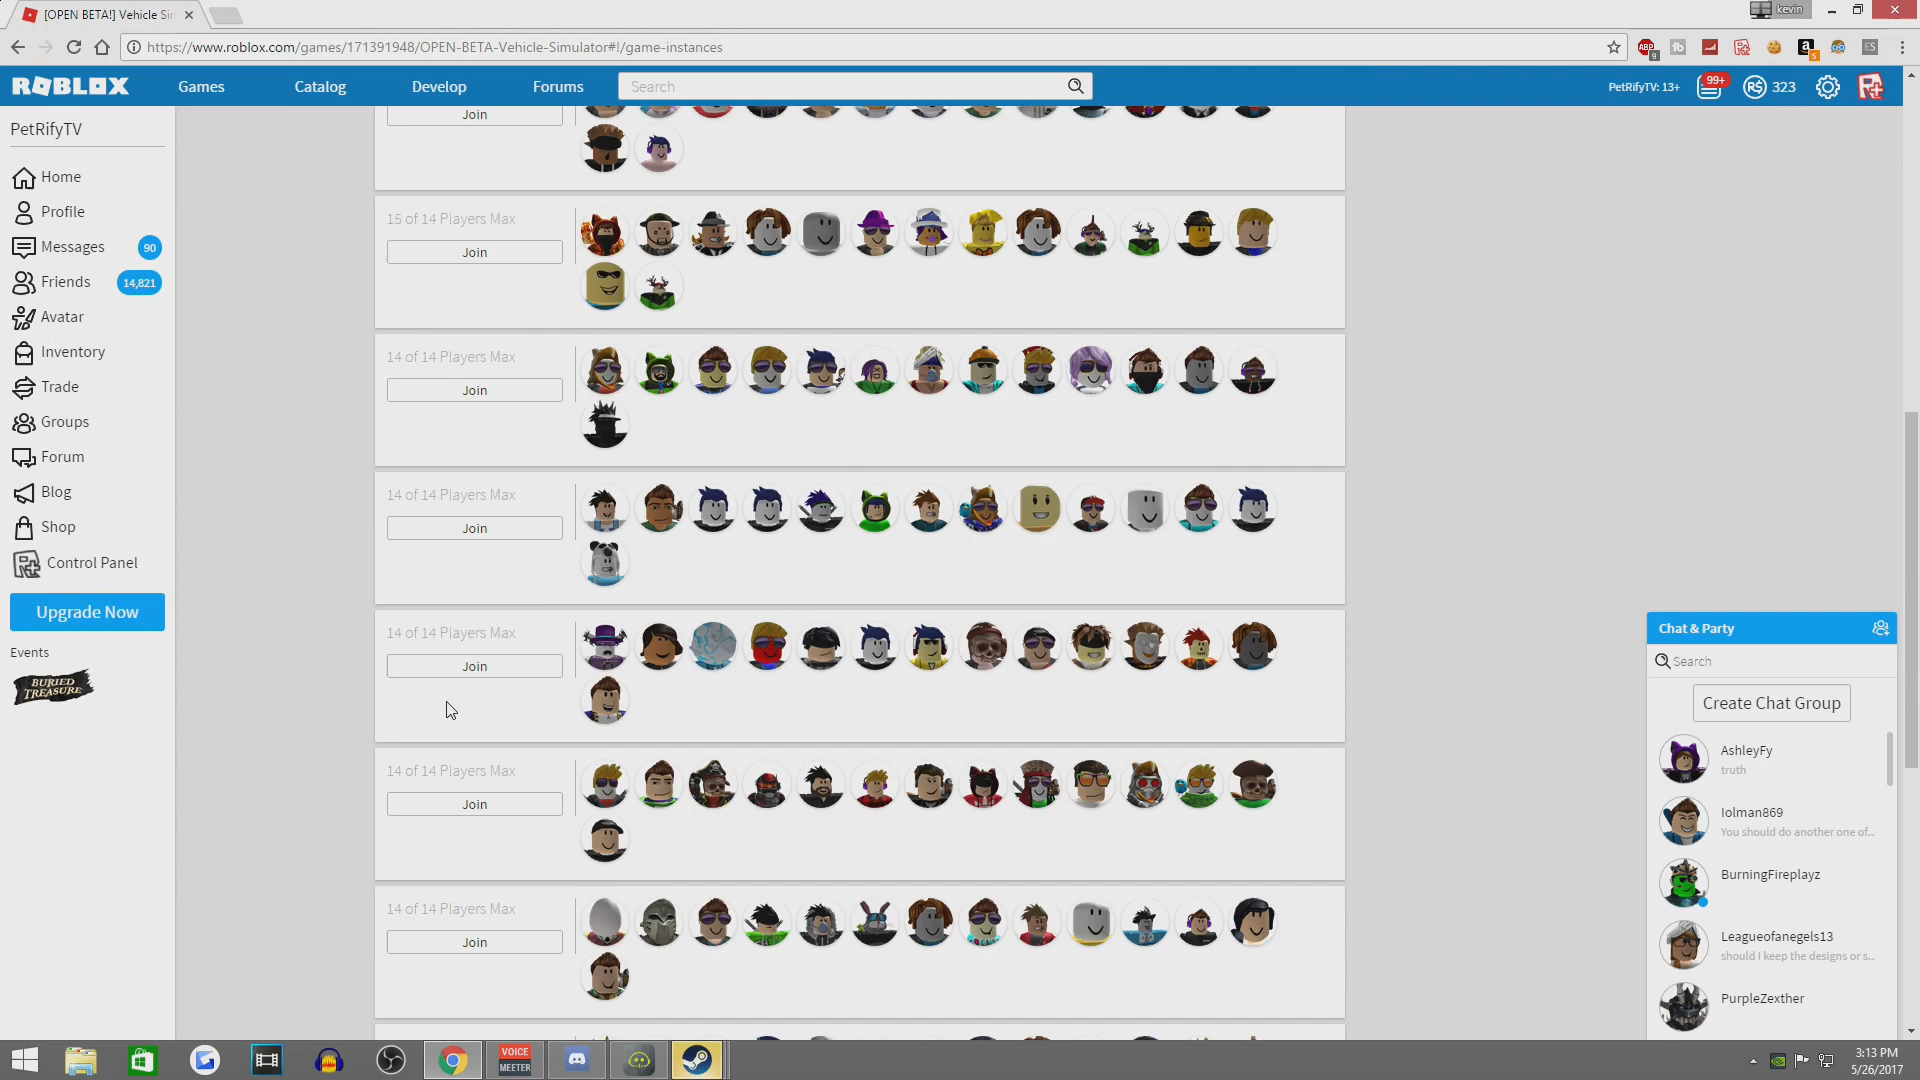 [OPEN BETA!] Vehicle Sir
kevin
https://www.roblox.com/games/171391948/OPEN-BETA-Vehicle-Simulator#!/game-instances
ABP
9
a
5
ES
ROBLOX
Games
Catalog
Develop
Forums
Search
PetRifyTV: 13+
99+
R$ 323
R+
PetRifyTV
Home
Profile
Messages
90
Friends
14,821
Avatar
Inventory
Trade
Groups
Forum
Blog
Shop
Control Panel
Upgrade Now
Events
BURIED
TREASURE
Join
15 of 14 Players Max
Join
14 of 14 Players Max
Join
14 of 14 Players Max
Join
14 of 14 Players Max
Join
14 of 14 Players Max
Join
14 of 14 Players Max
Join
Chat & Party
Search
Create Chat Group
AshleyFy
truth
Iolman869
You should do another one of..
BurningFireplayz
Leagueofanegels13
should I keep the designs or s..
PurpleZexther
VOICE
MEETER
3:13 PM
5/26/2017